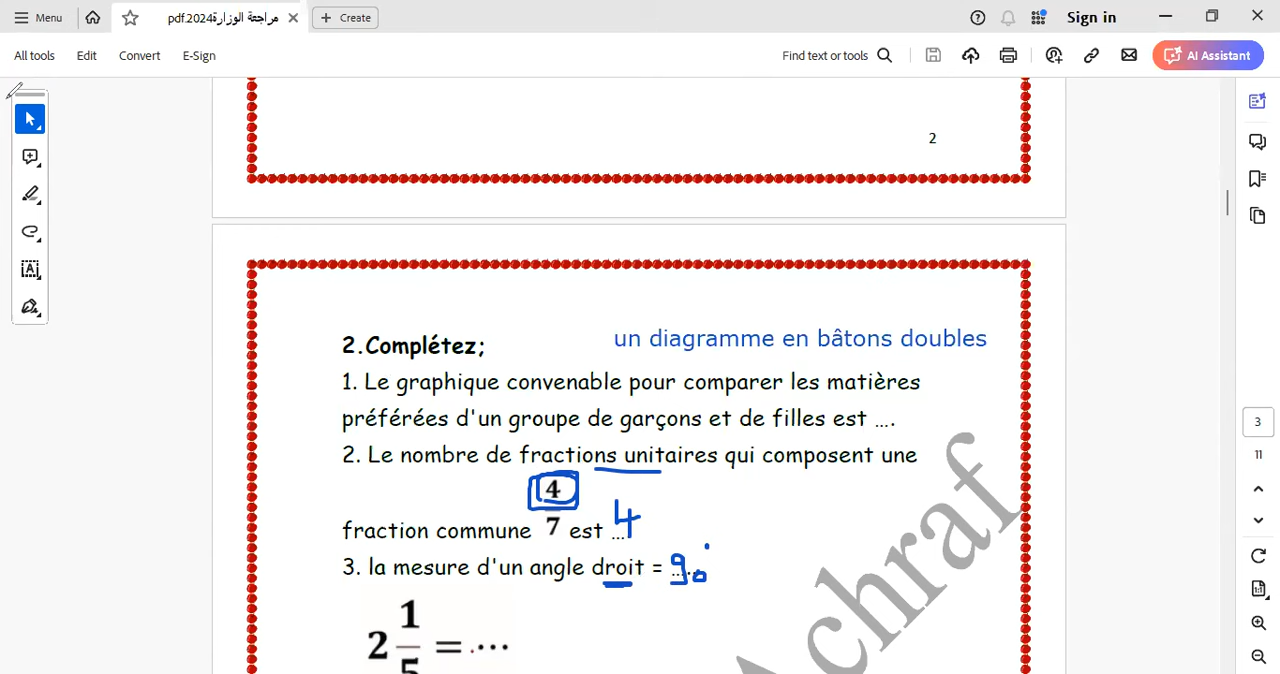 Menu
مراجعتة الوزارة2024.pdf
Create
Sign in
All tools
Edit
Convert
E-Sign
Find text or tools
AI Assistant
2
2.Complétez;
un diagramme en bâtons doubles
1. Le graphique convenable pour comparer les matières
préférées d'un groupe de garçons et de filles est ....
2. Le nombre de fractions unitaires qui composent une
fraction commune 4/7 est ... 4
3. la mesure d'un angle droit = ..... 90°
2 1/5 = ...
Achraf
3
11